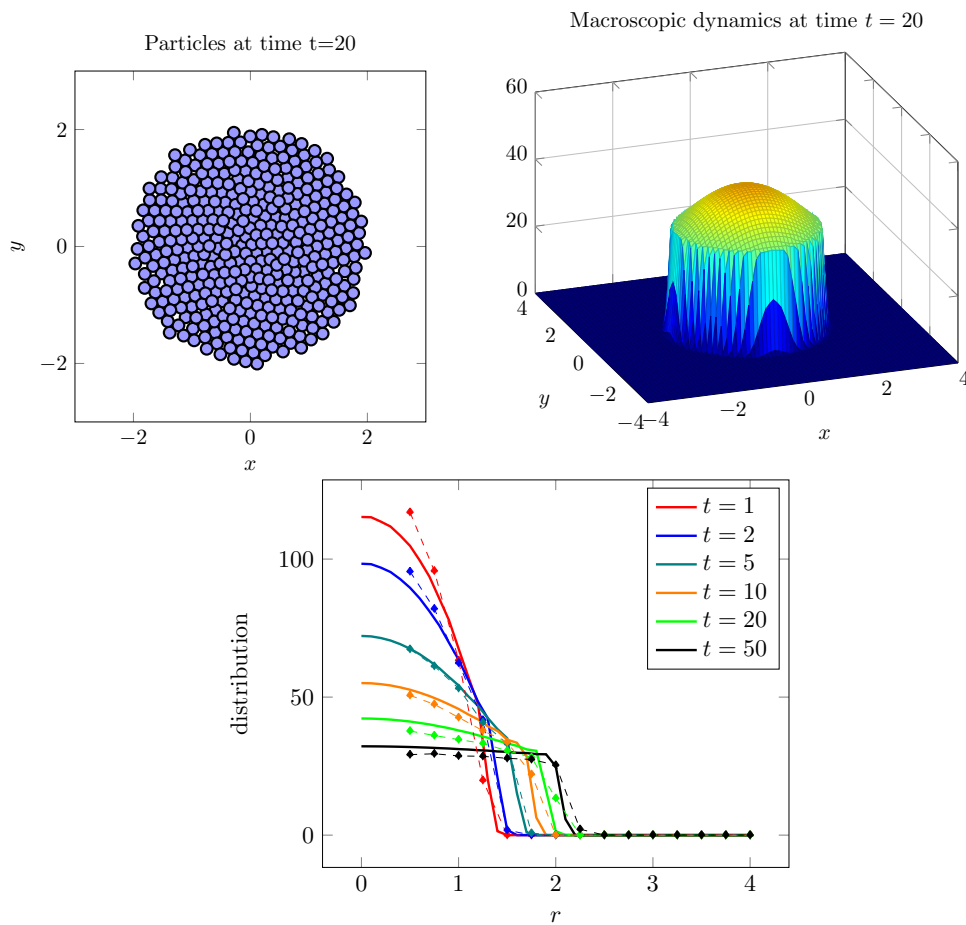 Particles at time t=20
2
0
−2
y
−2
0
2
x
Macroscopic dynamics at time t = 20
60
40
20
0
4
2
0
−2
−4
y
−4
−2
0
2
4
x
100
50
0
distribution
0
1
2
3
4
r
t = 1
t = 2
t = 5
t = 10
t = 20
t = 50